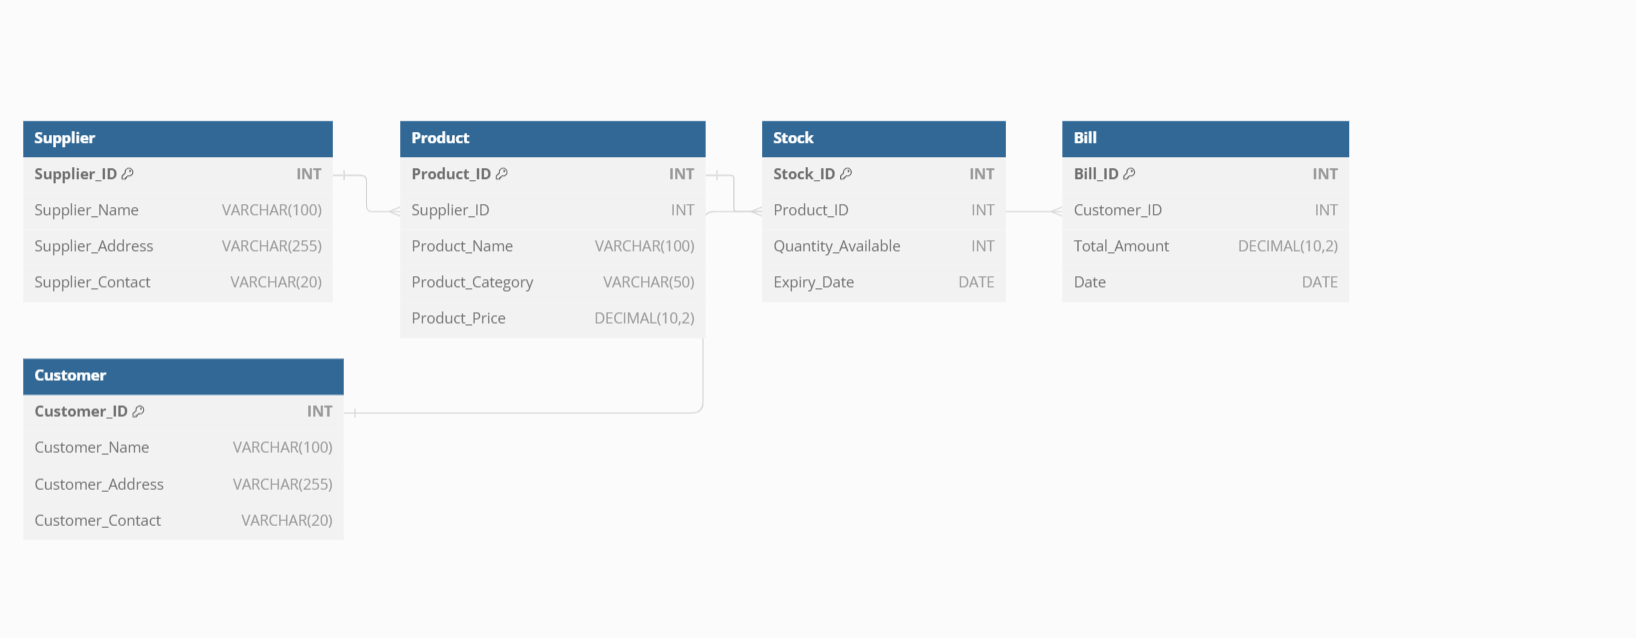 Supplier
Supplier_ID INT
Supplier_Name VARCHAR(100)
Supplier_Address VARCHAR(255)
Supplier_Contact VARCHAR(20)
Product
Product_ID INT
Supplier_ID INT
Product_Name VARCHAR(100)
Product_Category VARCHAR(50)
Product_Price DECIMAL(10,2)
Stock
Stock_ID INT
Product_ID INT
Quantity_Available INT
Expiry_Date DATE
Bill
Bill_ID INT
Customer_ID INT
Total_Amount DECIMAL(10,2)
Date DATE
Customer
Customer_ID INT
Customer_Name VARCHAR(100)
Customer_Address VARCHAR(255)
Customer_Contact VARCHAR(20)